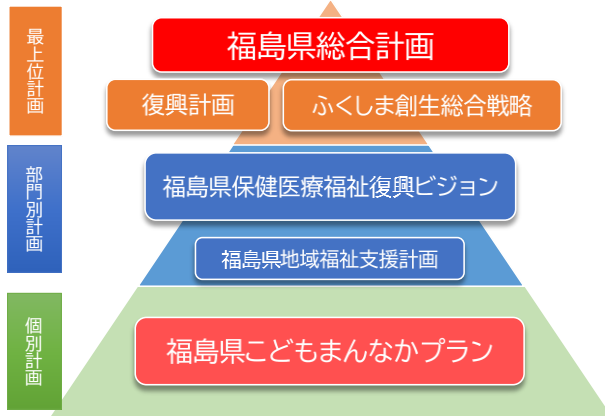 最上位計画
福島県総合計画
復興計画
ふくしま創生総合戦略
部門別計画
福島県保健医療福祉復興ビジョン
福島県地域福祉支援計画
個別計画
福島県こどもまんなかプラン